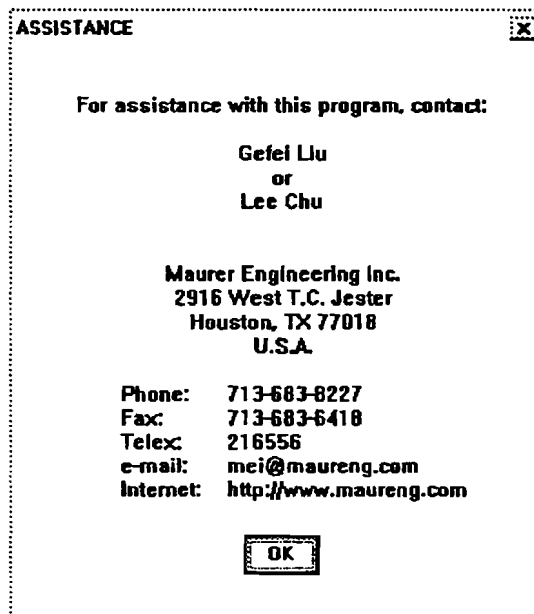 ASSISTANCE
For assistance with this program, contact:
Gefei Liu
or
Lee Chu
Maurer Engineering Inc.
2916 West T.C. Jester
Houston, TX 77018
U.S.A.
Phone: 713-683-8227
Fax: 713-683-6418
Telex: 216556
e-mail: mei@maureng.com
Internet: http://www.maureng.com
OK